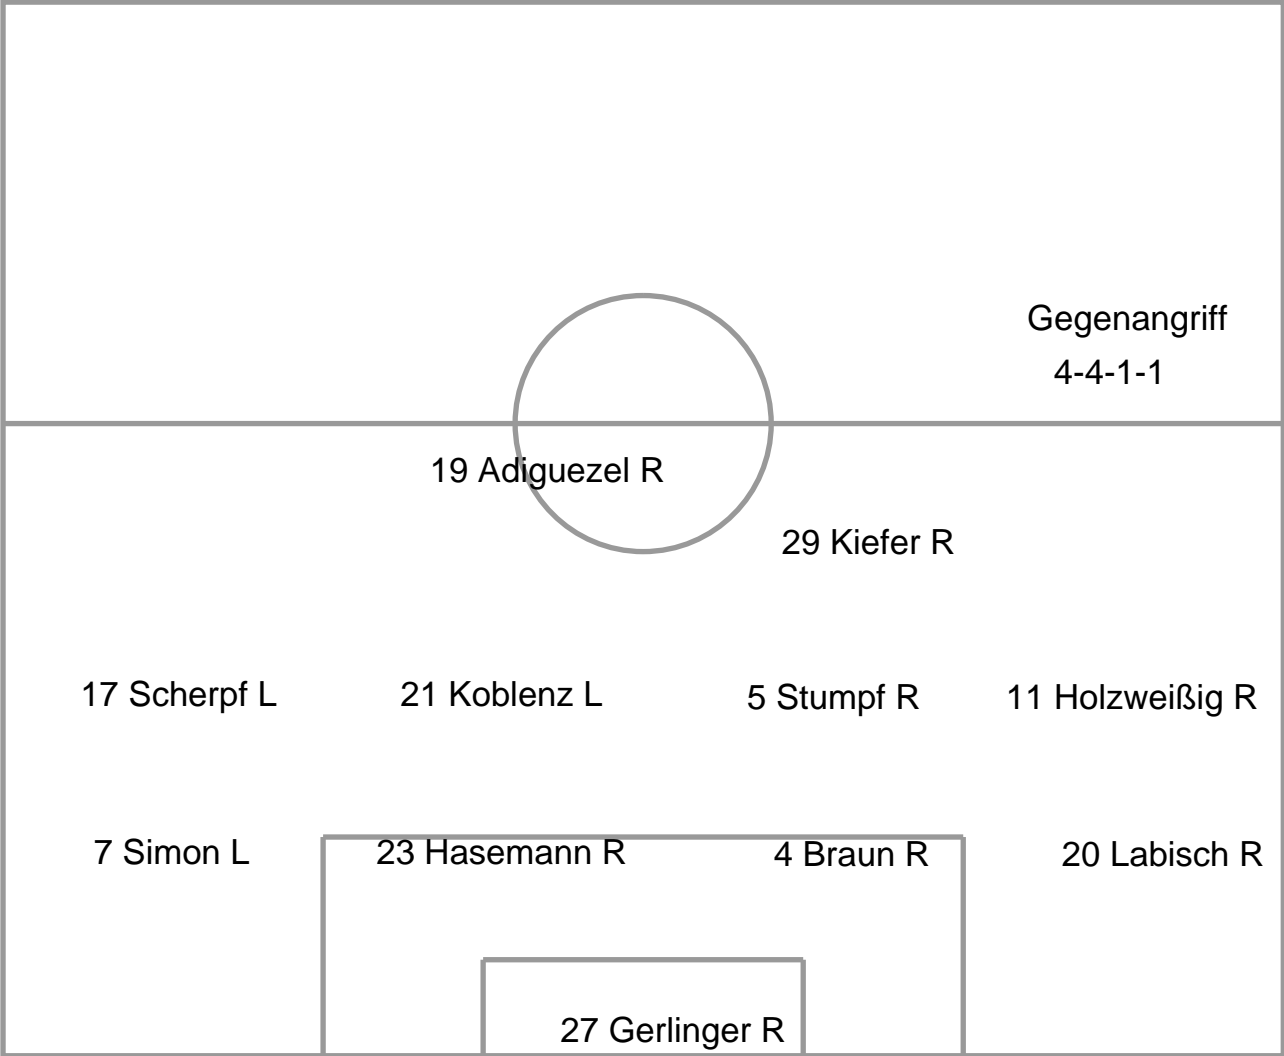 Gegenangriff
4-4-1-1
19 Adiguezel R
29 Kiefer R
17 Scherpf L
21 Koblenz L
5 Stumpf R
11 Holzweißig R
7 Simon L
23 Hasemann R
4 Braun R
20 Labisch R
27 Gerlinger R